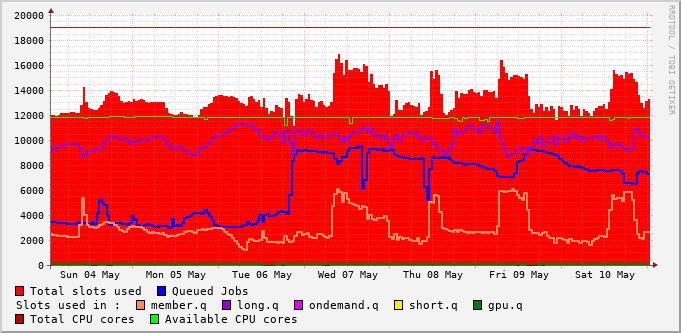 20000
18000
16000
14000
12000
10000
8000
6000
4000
2000
0
Sun 04 May Mon 05 May Tue 06 May Wed 07 May Thu 08 May Fri 09 May Sat 10 May
Total slots used Queued Jobs
Slots used in : member.q long.q ondemand.q short.q gpu.q
Total CPU cores Available CPU cores
RRDTOOL / TOBI OETIKER